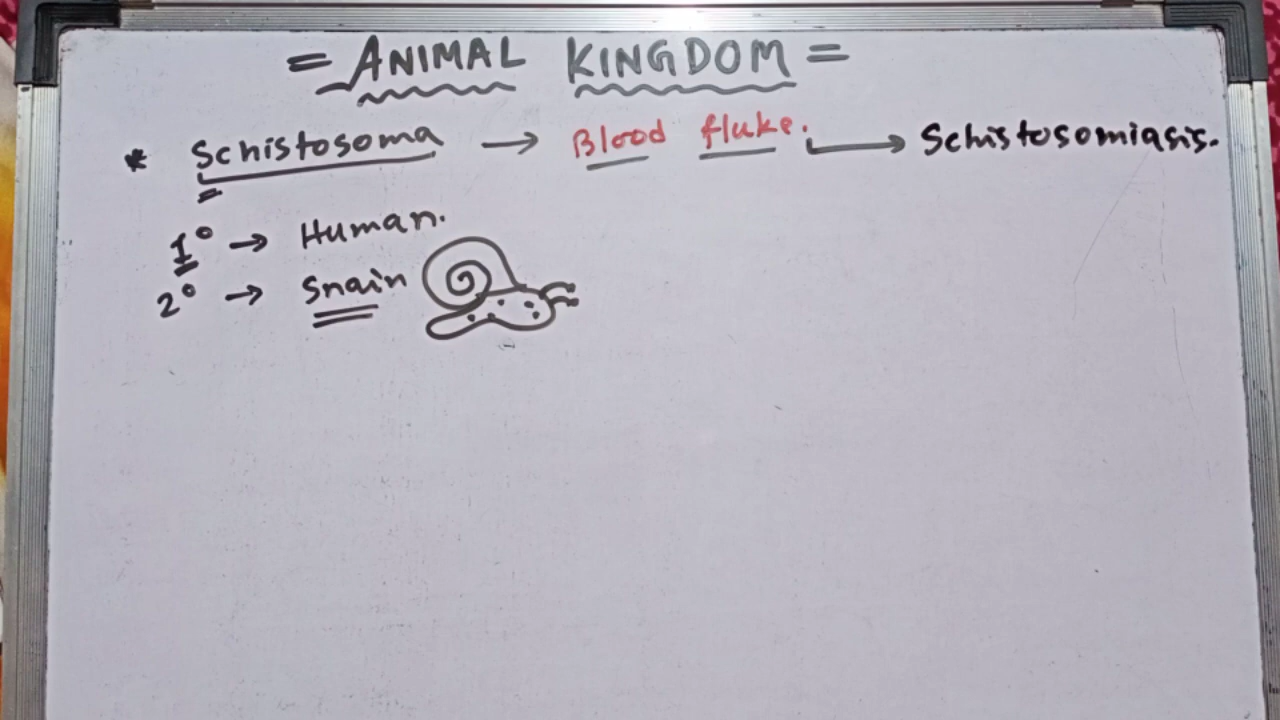 = ANIMAL KINGDOM =
* Schistosoma → Blood fluke. → Schistosomiasis.
1° → Human.
2° → Snain